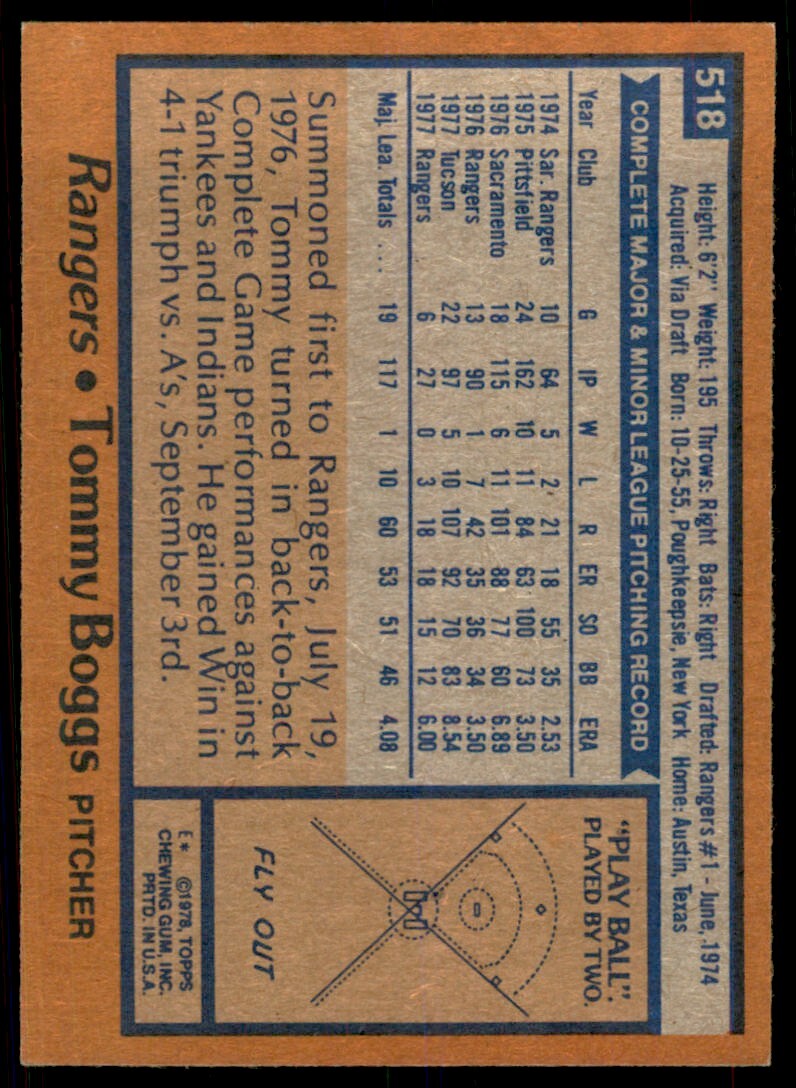 518
Height: 6'2" Weight: 195 Throws: Right Bats: Right Drafted: Rangers #1 - June, 1974
Acquired: Via Draft Born: 10-25-55, Poughkeepsie, New York Home: Austin, Texas
COMPLETE MAJOR & MINOR LEAGUE PITCHING RECORD
Year Club G IP W L R ER SO BB ERA
1974 Sar. Rangers 10 64 5 2 21 18 55 35 2.53
1975 Pittsfield 24 162 10 11 84 63 100 73 3.50
1976 Sacramento 18 115 6 11 101 88 77 60 6.89
1976 Rangers 13 90 1 7 42 35 36 34 3.50
1977 Tucson 22 97 5 10 107 92 70 83 8.54
1977 Rangers 6 27 0 3 18 18 15 12 6.00
Maj. Lea. Totals ... 19 117 1 10 60 53 51 46 4.08
Summoned first to Rangers, July 19,
1976, Tommy turned in back-to-back
Complete Game performances against
Yankees and Indians. He gained Win in
4-1 triumph vs. A's, September 3rd.
"PLAY BALL".
PLAYED BY TWO.
FLY OUT
E* ©1978, TOPPS
CHEWING GUM, INC.
PRTD. IN U.S.A.
Rangers • Tommy Boggs PITCHER